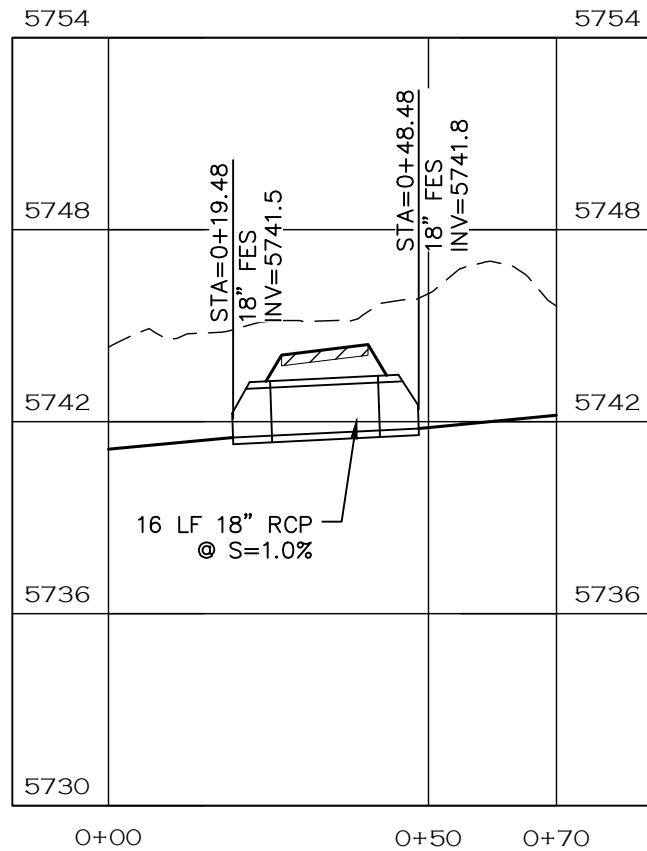 5754 5754
STA=0+19.48
18" FES
INV=5741.5
STA=0+48.48
18" FES
INV=5741.8
5748 5748
5742 5742
16 LF 18" RCP
@ S=1.0%
5736 5736
5730
0+00 0+50 0+70